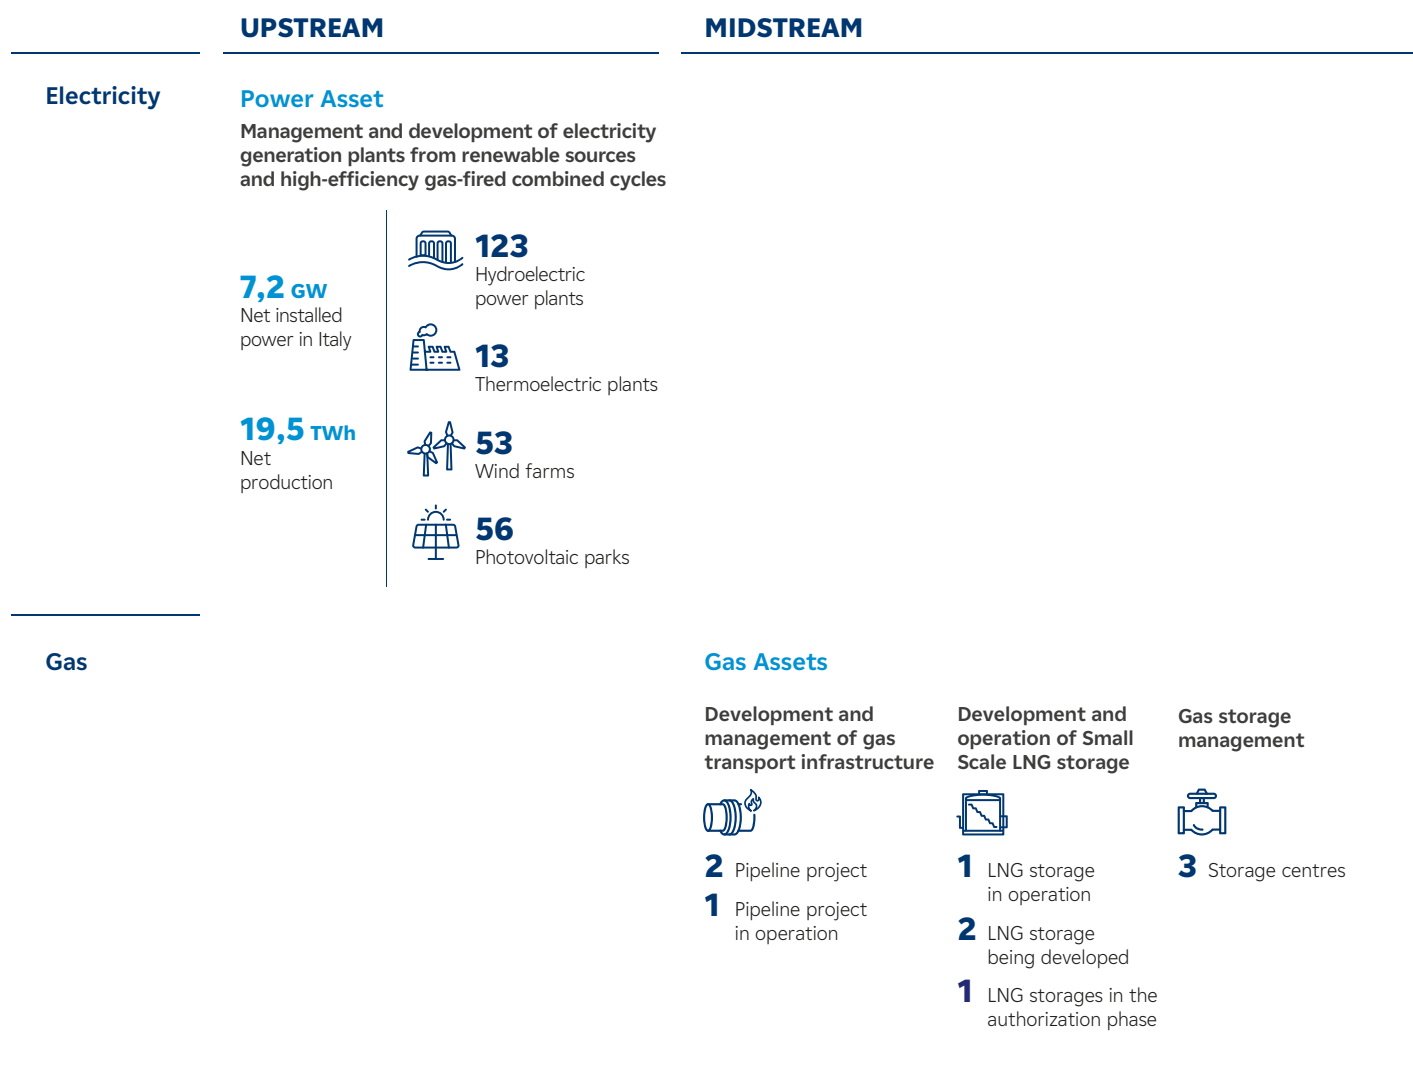 UPSTREAM
MIDSTREAM
Electricity
Power Asset
Management and development of electricity
generation plants from renewable sources
and high-efficiency gas-fired combined cycles
7,2 GW
Net installed
power in Italy
19,5 TWh
Net
production
123
Hydroelectric
power plants
13
Thermoelectric plants
53
Wind farms
56
Photovoltaic parks
Gas
Gas Assets
Development and
management of gas
transport infrastructure
2 Pipeline project
1 Pipeline project
in operation
Development and
operation of Small
Scale LNG storage
1 LNG storage
in operation
2 LNG storage
being developed
1 LNG storages in the
authorization phase
Gas storage
management
3 Storage centres